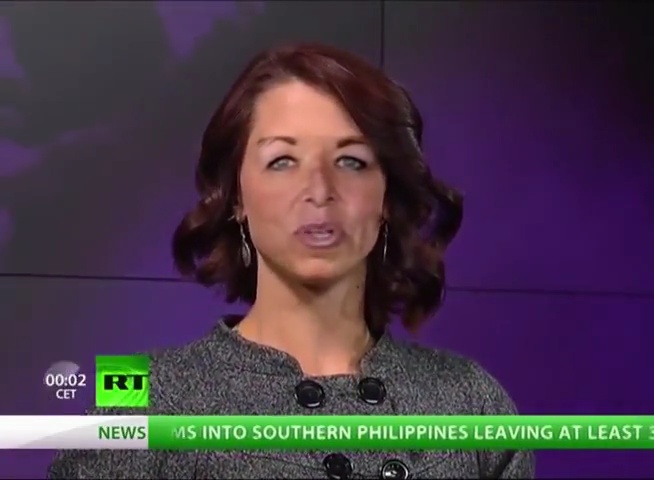 00:02
CET
RT
NEWS
MS INTO SOUTHERN PHILIPPINES LEAVING AT LEAST